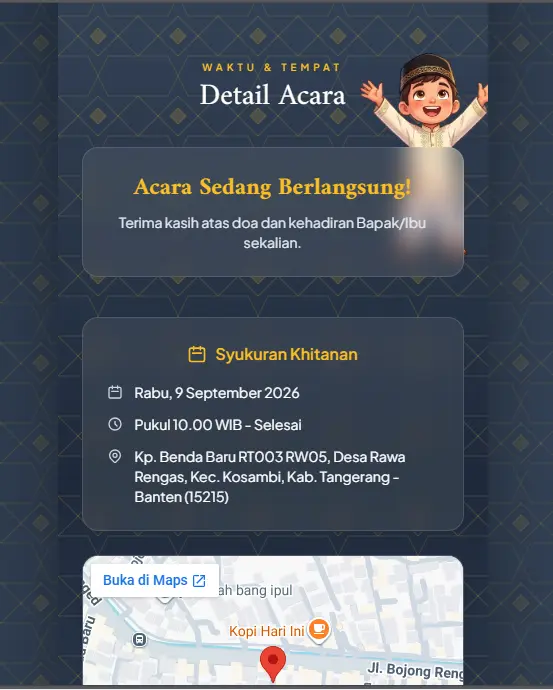 WAKTU & TEMPAT
Detail Acara
Acara Sedang Berlangsung!
Terima kasih atas doa dan kehadiran Bapak/Ibu
sekalian.
Syukuran Khitanan
Rabu, 9 September 2026
Pukul 10.00 WIB - Selesai
Kp. Benda Baru RT003 RW05, Desa Rawa
Rengas, Kec. Kosambi, Kab. Tangerang -
Banten (15215)
Buka di Maps
ah bang ipul
Kopi Hari Ini
Baru
Jl. Bojong Reng